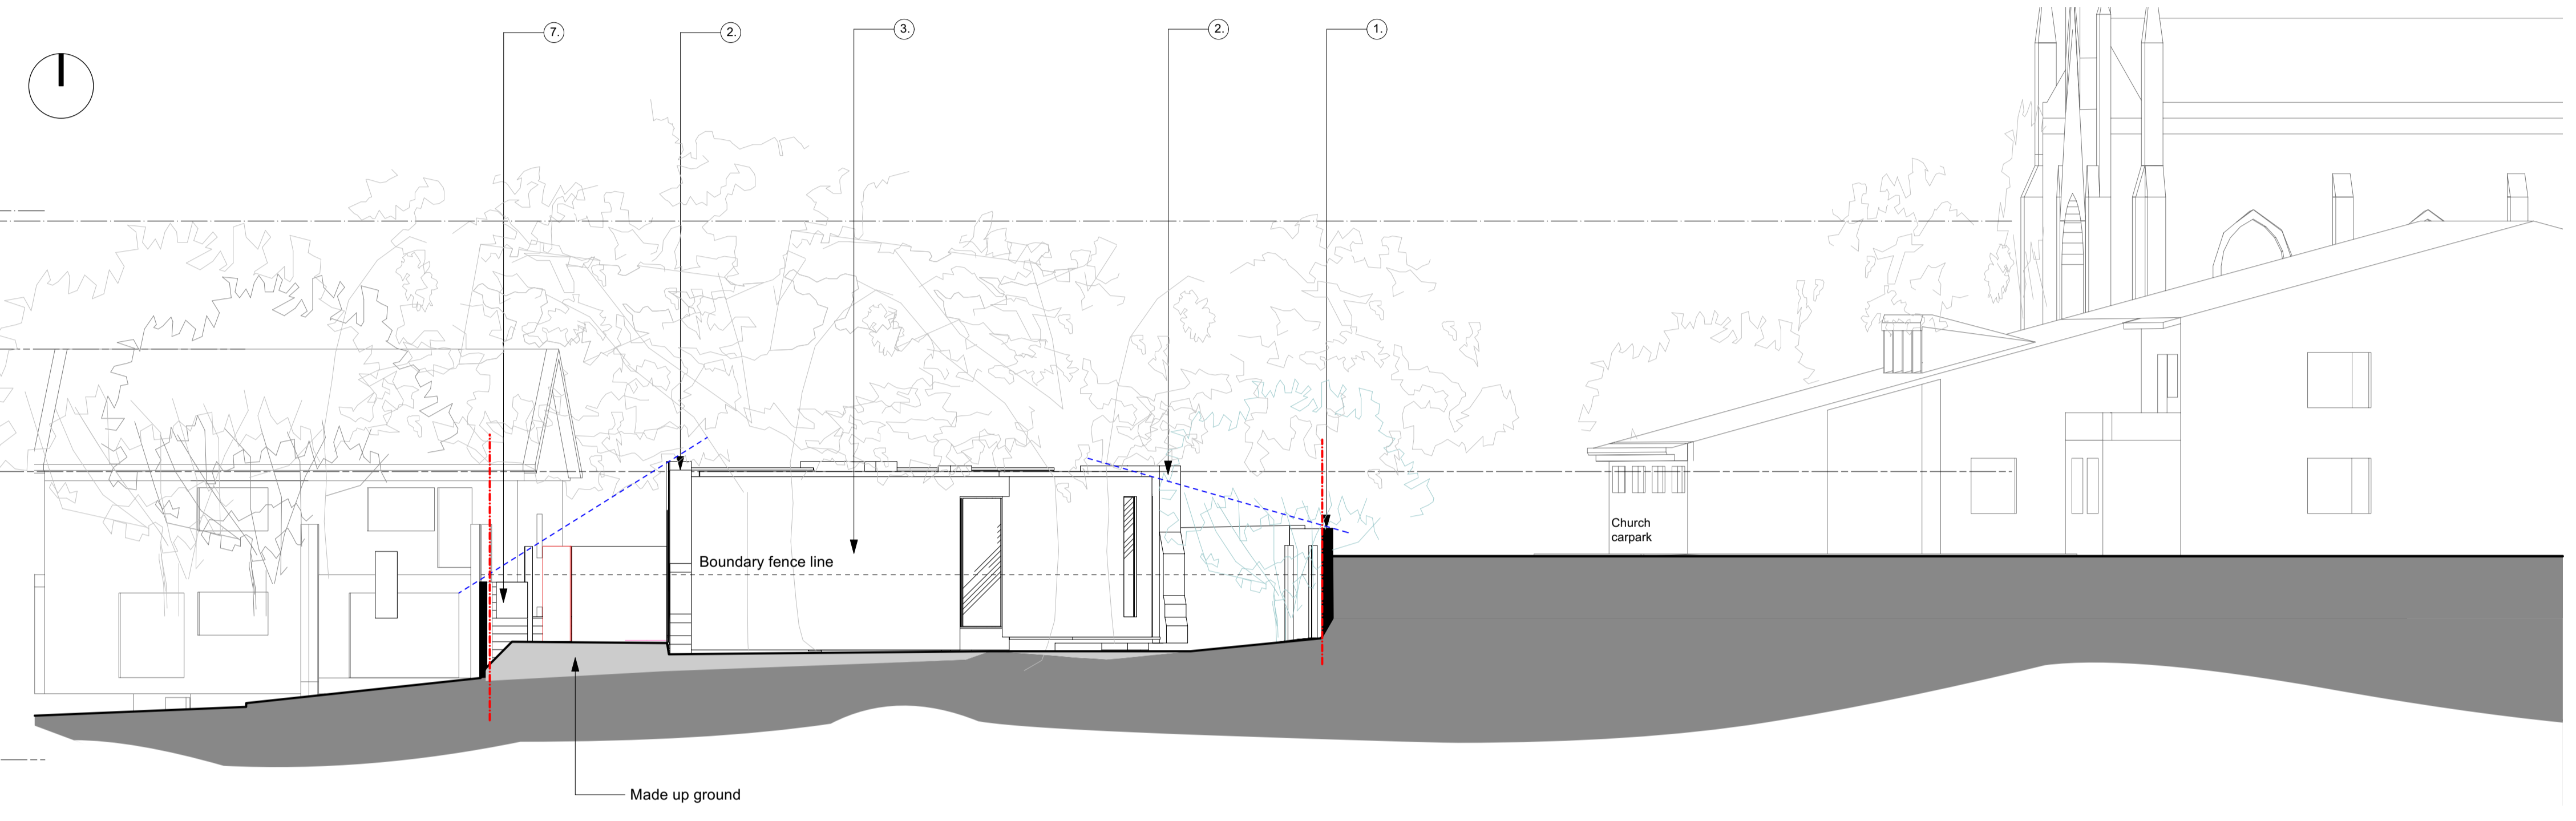 7.
2.
3.
2.
1.
Church
carpark
Boundary fence line
Made up ground